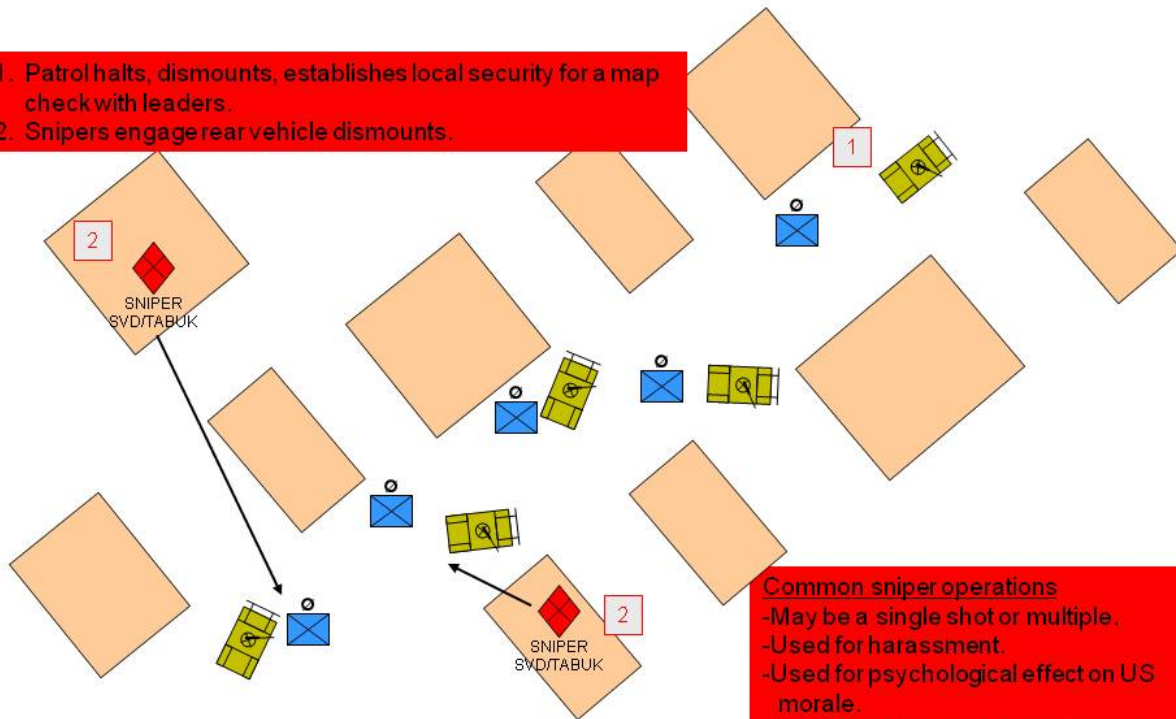 1. Patrol halts, dismounts, establishes local security for a map
check with leaders.
2. Snipers engage rear vehicle dismounts.
1
2
SNIPER
SVD/TABUK
2
SNIPER
SVD/TABUK
Common sniper operations
-May be a single shot or multiple.
-Used for harassment.
-Used for psychological effect on US
morale.